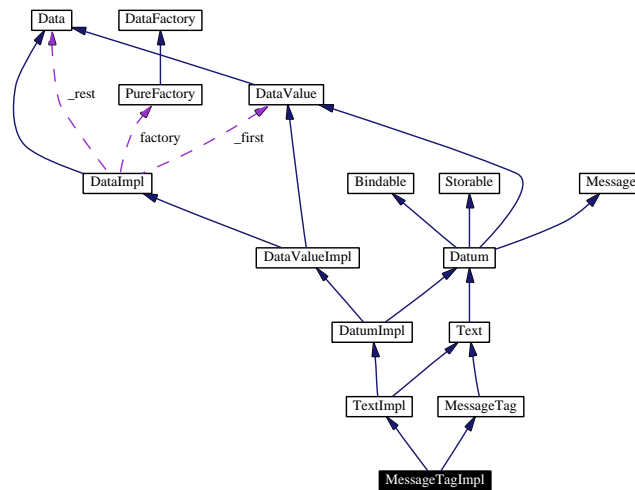 Data
DataFactory
_rest
PureFactory
DataValue
factory
_first
DataImpl
Bindable
Storable
Message
DataValueImpl
Datum
DatumImpl
Text
TextImpl
MessageTag
MessageTagImpl